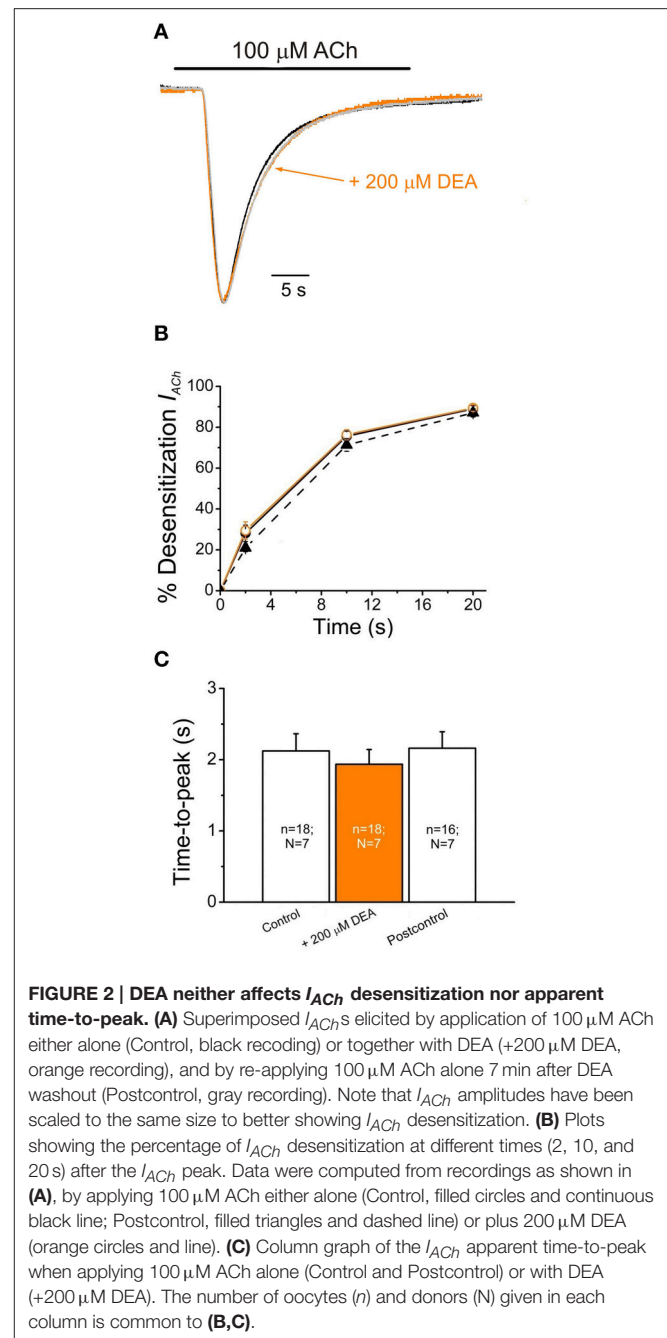 A
100 μM ACh
+ 200 μM DEA
5 s
B
% Desensitization I_ACh
100
80
60
40
20
0
0 4 8 12 16 20
Time (s)
C
Time-to-peak (s)
3
2
1
0
n=18;
N=7
n=18;
N=7
n=16;
N=7
Control
+ 200 μM DEA
Postcontrol
FIGURE 2 | DEA neither affects I_ACh desensitization nor apparent
time-to-peak. (A) Superimposed I_AChs elicited by application of 100 μM ACh
either alone (Control, black recoding) or together with DEA (+200 μM DEA,
orange recording), and by re-applying 100 μM ACh alone 7 min after DEA
washout (Postcontrol, gray recording). Note that I_ACh amplitudes have been
scaled to the same size to better showing I_ACh desensitization. (B) Plots
showing the percentage of I_ACh desensitization at different times (2, 10, and
20 s) after the I_ACh peak. Data were computed from recordings as shown in
(A), by applying 100 μM ACh either alone (Control, filled circles and continuous
black line; Postcontrol, filled triangles and dashed line) or plus 200 μM DEA
(orange circles and line). (C) Column graph of the I_ACh apparent time-to-peak
when applying 100 μM ACh alone (Control and Postcontrol) or with DEA
(+200 μM DEA). The number of oocytes (n) and donors (N) given in each
column is common to (B,C).